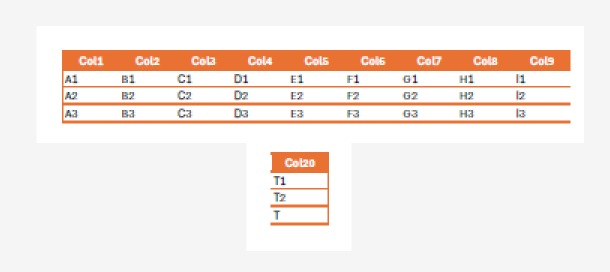 Col1 Col2 Col3 Col4 Col5 Col6 Col7 Col8 Col9
A1 B1 C1 D1 E1 F1 G1 H1 I1
A2 B2 C2 D2 E2 F2 G2 H2 I2
A3 B3 C3 D3 E3 F3 G3 H3 I3
Col20
T1
T2
T